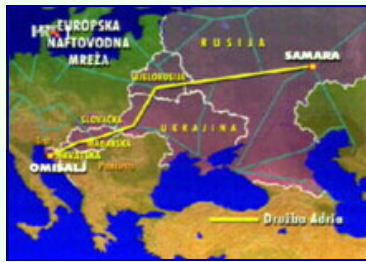 EUROPSKA
NAFTOVODNA
MREŽA
RUSIJA
SAMARA
BJELORUSIJA
SLOVAČKA
UKRAJINA
MAĐARSKA
HRVATSKA
OMIŠALJ
Družba Adria